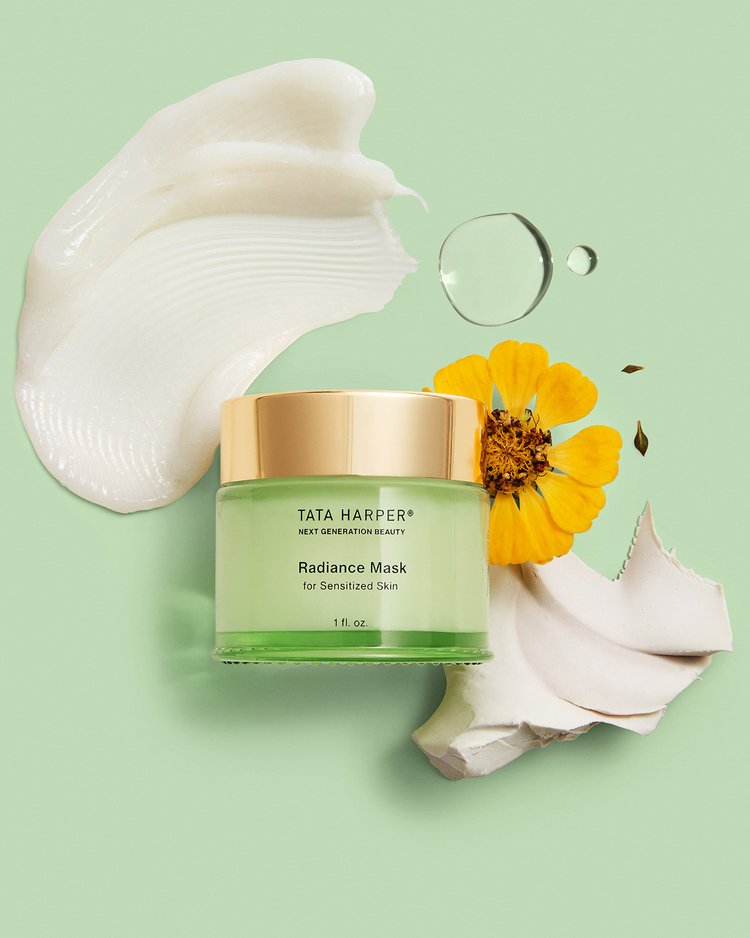 TATA HARPER®
NEXT GENERATION BEAUTY
Radiance Mask
for Sensitized Skin
1 fl. oz.